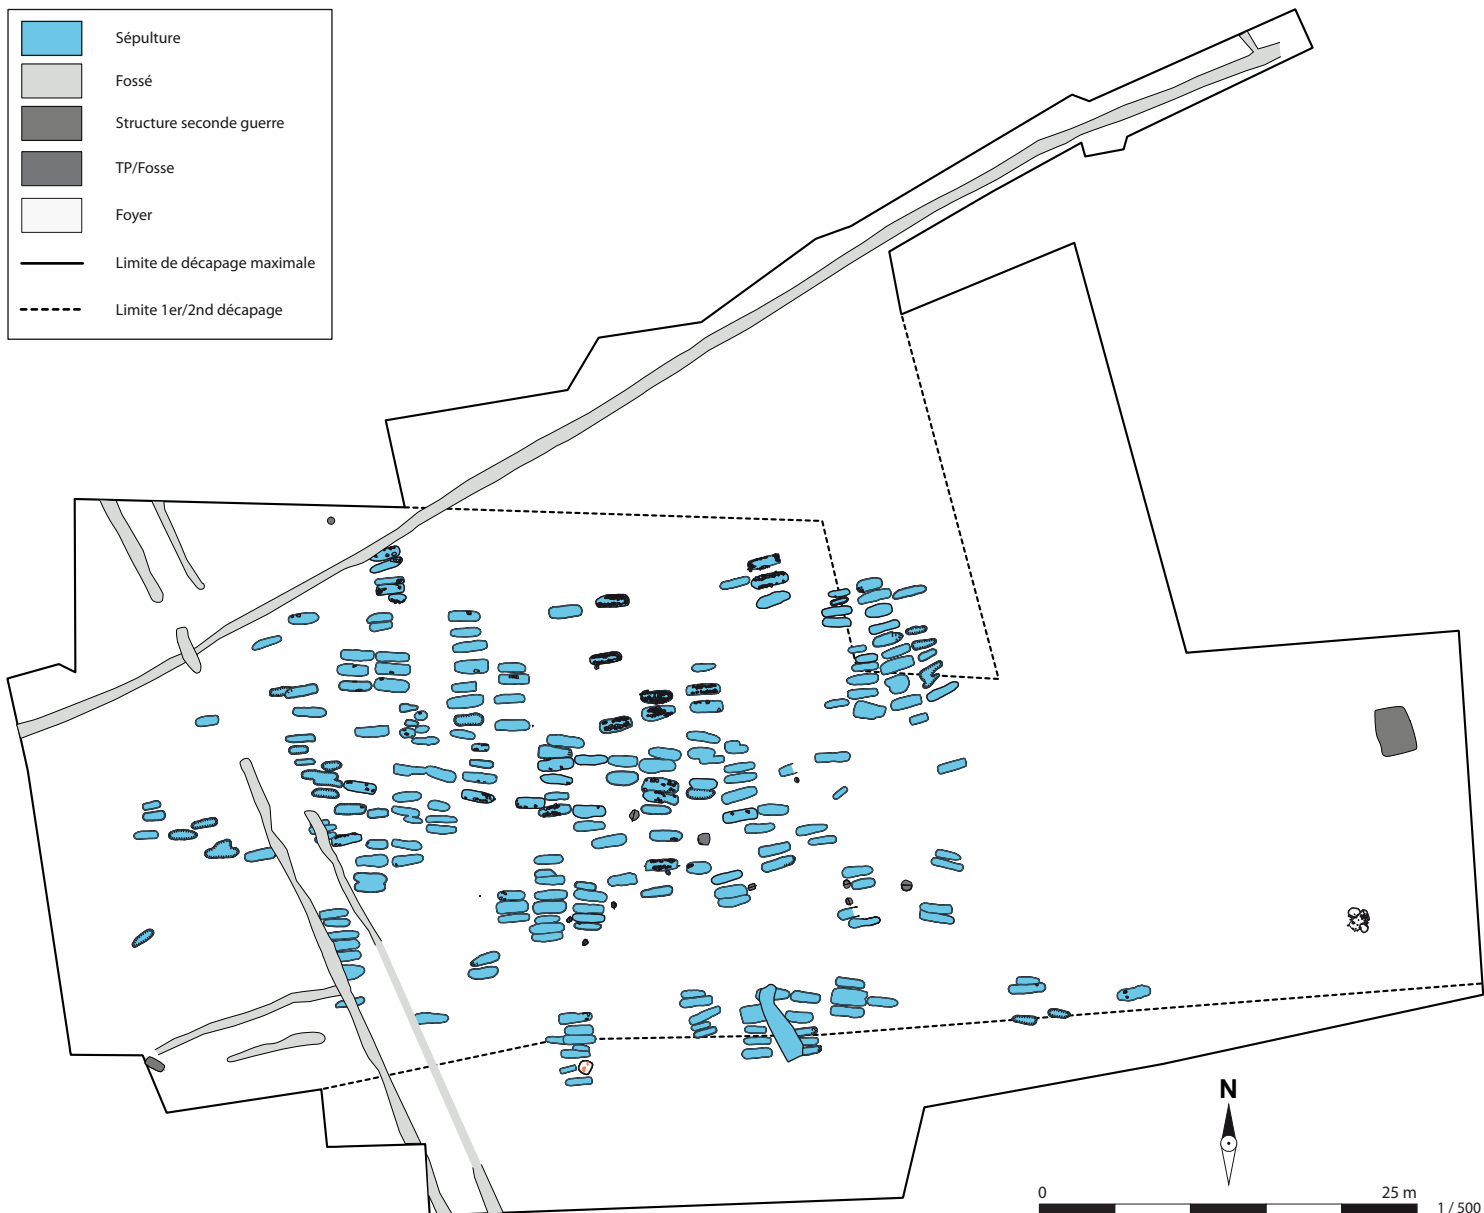 Sépulture
Fossé
Structure seconde guerre
TP/Fosse
Foyer
Limite de décapage maximale
Limite 1er/2nd décapage
N
0 25 m
1 / 500